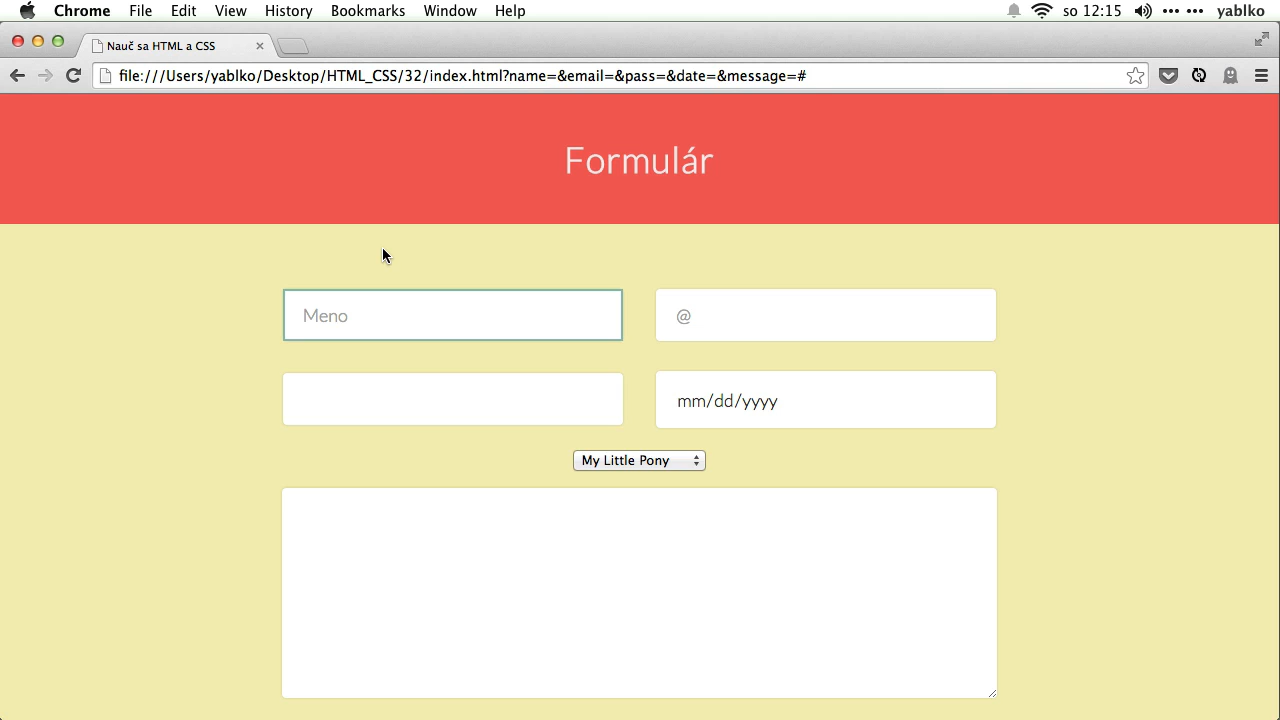 Chrome File Edit View History Bookmarks Window Help so 12:15 yablko
Nauč sa HTML a CSS
file:///Users/yablko/Desktop/HTML_CSS/32/index.html?name=&email=&pass=&date=&message=#
Formulár
Meno @
mm/dd/yyyy
My Little Pony